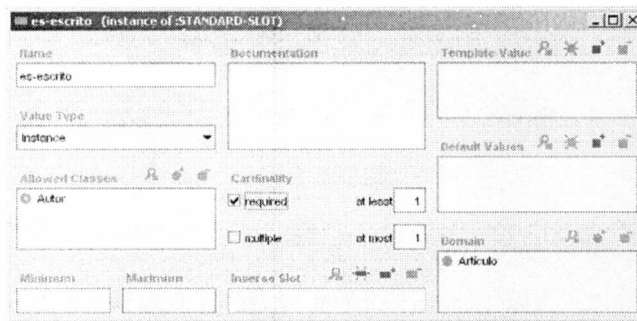 es-escrito (instance of :STANDARD-SLOT)
Name
Documentation
Template Value
es-escrito
Value Type
Instance
Default Values
Allowed Classes
Cardinality
Autor
required
at least 1
multiple
at most 1
Domain
Artículo
Minimum
Maximum
Inverse Slot